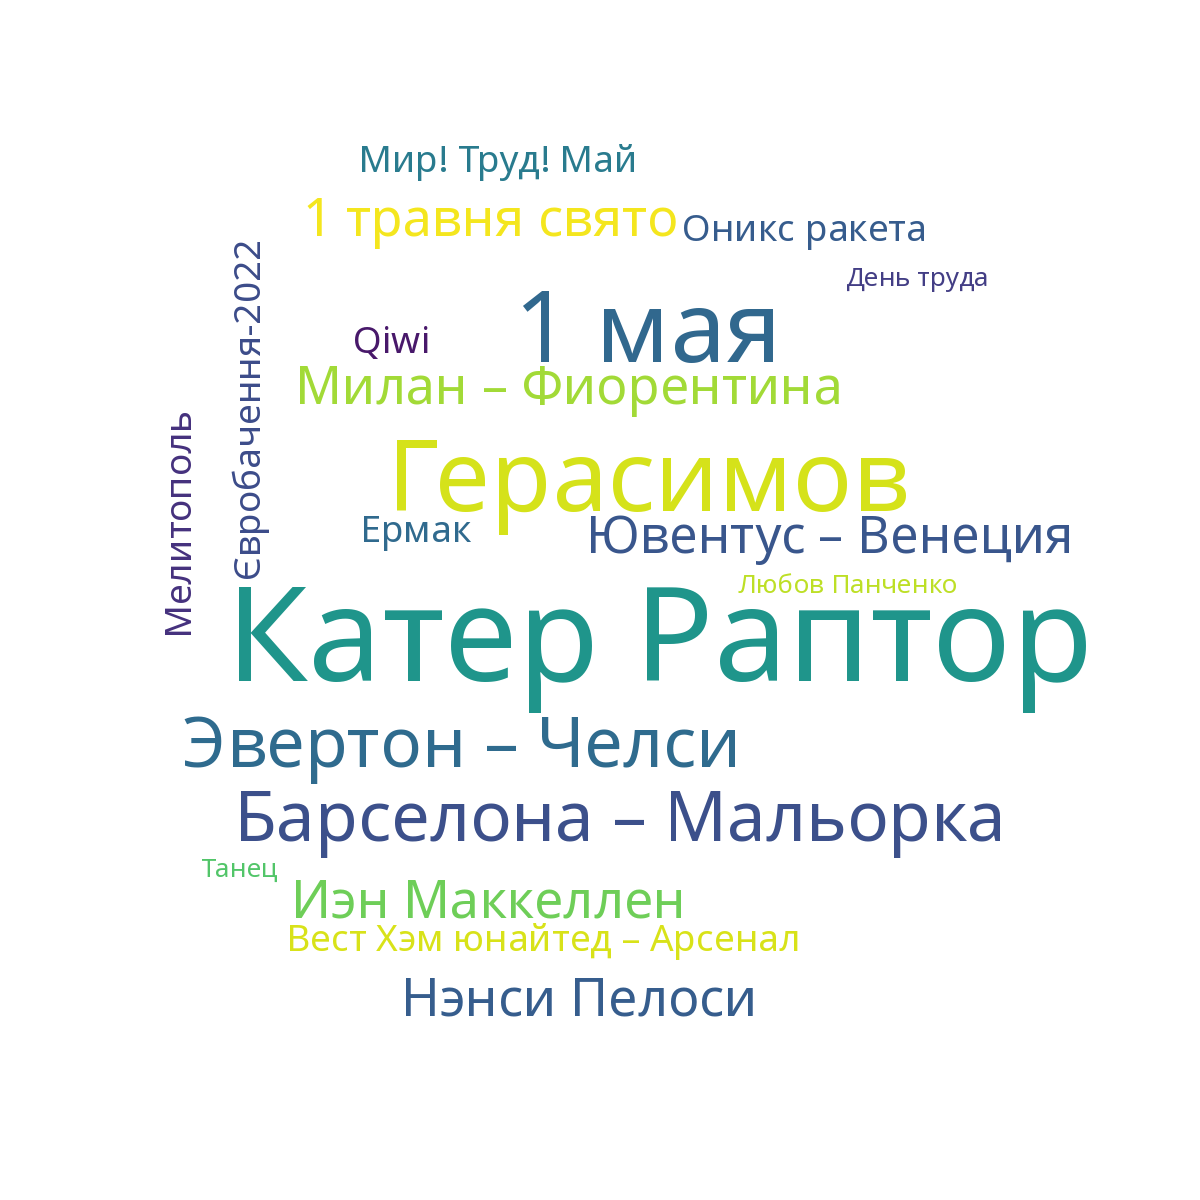 Мир! Труд! Май
1 травня свято
Оникс ракета
День труда
1 мая
Qiwi
Милан – Фиорентина
Євробачення-2022
Мелитополь
Герасимов
Ермак
Ювентус – Венеция
Любов Панченко
Катер Раптор
Эвертон – Челси
Барселона – Мальорка
Танец
Иэн Маккеллен
Вест Хэм юнайтед – Арсенал
Нэнси Пелоси